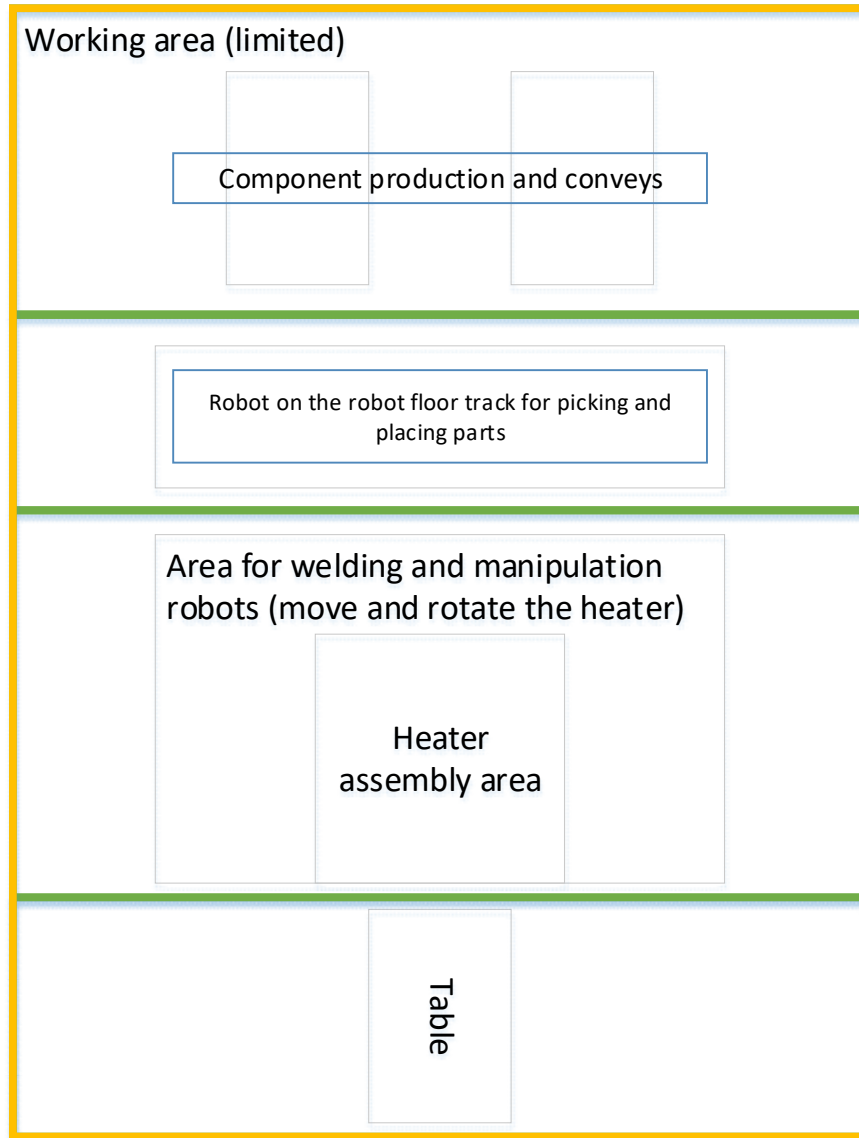 Working area (limited)
Component production and conveys
Robot on the robot floor track for picking and
placing parts
Area for welding and manipulation
robots (move and rotate the heater)
Heater
assembly area
Table